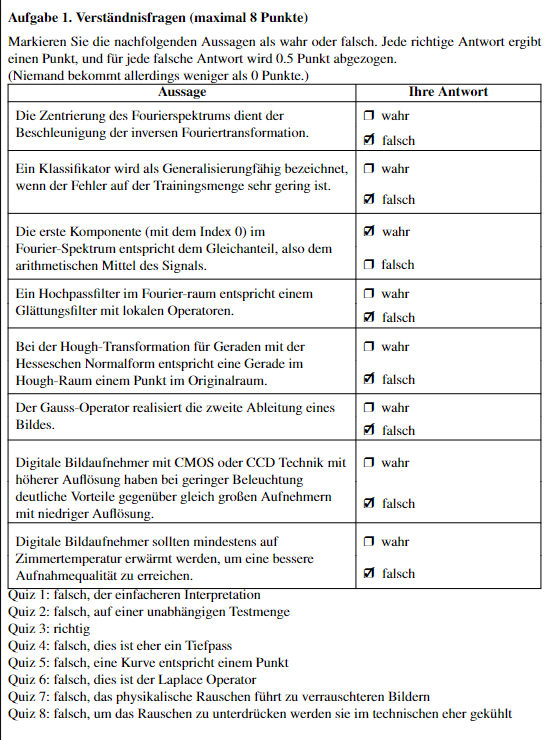 Aufgabe 1. Verständnisfragen (maximal 8 Punkte)
Markieren Sie die nachfolgenden Aussagen als wahr oder falsch. Jede richtige Antwort ergibt
einen Punkt, und für jede falsche Antwort wird 0.5 Punkt abgezogen.
(Niemand bekommt allerdings weniger als 0 Punkte.)
Aussage Ihre Antwort
Die Zentrierung des Fourierspektrums dient der
Beschleunigung der inversen Fouriertransformation.
☐ wahr
☑ falsch
Ein Klassifikator wird als Generalisierungfähig bezeichnet,
wenn der Fehler auf der Trainingsmenge sehr gering ist.
☐ wahr
☑ falsch
Die erste Komponente (mit dem Index 0) im
Fourier-Spektrum entspricht dem Gleichanteil, also dem
arithmetischen Mittel des Signals.
☑ wahr
☐ falsch
Ein Hochpassfilter im Fourier-raum entspricht einem
Glättungsfilter mit lokalen Operatoren.
☐ wahr
☑ falsch
Bei der Hough-Transformation für Geraden mit der
Hesseschen Normalform entspricht eine Gerade im
Hough-Raum einem Punkt im Originalraum.
☐ wahr
☑ falsch
Der Gauss-Operator realisiert die zweite Ableitung eines
Bildes.
☐ wahr
☑ falsch
Digitale Bildaufnehmer mit CMOS oder CCD Technik mit
höherer Auflösung haben bei geringer Beleuchtung
deutliche Vorteile gegenüber gleich großen Aufnehmern
mit niedriger Auflösung.
☐ wahr
☑ falsch
Digitale Bildaufnehmer sollten mindestens auf
Zimmertemperatur erwärmt werden, um eine bessere
Aufnahmequalität zu erreichen.
☐ wahr
☑ falsch
Quiz 1: falsch, der einfacheren Interpretation
Quiz 2: falsch, auf einer unabhängigen Testmenge
Quiz 3: richtig
Quiz 4: falsch, dies ist eher ein Tiefpass
Quiz 5: falsch, eine Kurve entspricht einem Punkt
Quiz 6: falsch, dies ist der Laplace Operator
Quiz 7: falsch, das physikalische Rauschen führt zu verrauschteren Bildern
Quiz 8: falsch, um das Rauschen zu unterdrücken werden sie im technischen eher gekühlt